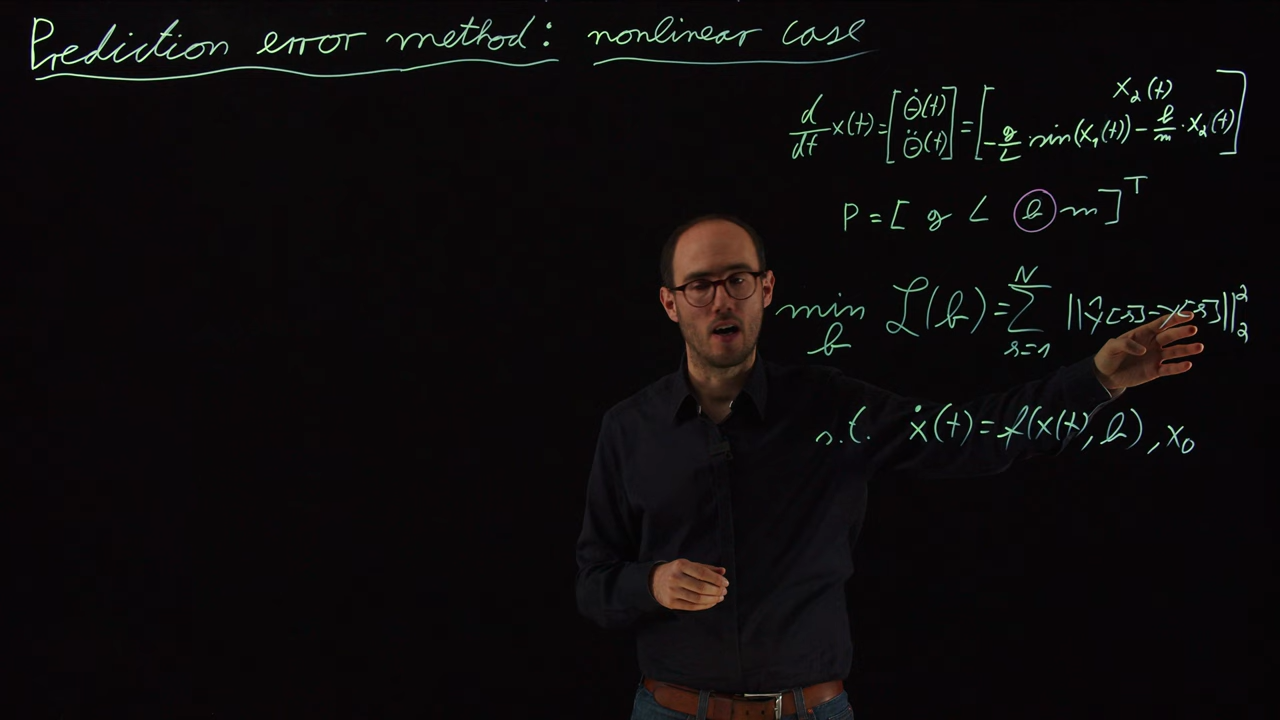 Prediction error method: nonlinear case
d/dt x(t) = [θ̇(t) θ̈(t)] = [x₂(t) -g/L · sin(x₁(t)) - b/m · x₂(t)]
P = [ g L b m ]ᵀ
min_b ℒ(b) = Σ_{s=1}^{N} ||ŷ[s] - y[s]||₂²
s.t. ẋ(t) = f(x(t), b), x₀